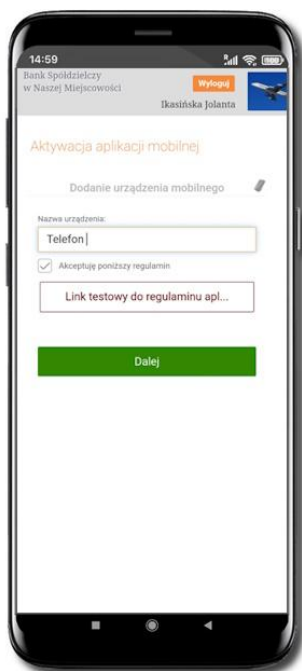 14:59
Bank Spółdzielczy
w Naszej Miejscowości
Wyloguj
Ikasińska Jolanta
Aktywacja aplikacji mobilnej
Dodanie urządzenia mobilnego
Nazwa urządzenia:
Telefon
Akceptuję poniższy regulamin
Link testowy do regulaminu apl...
Dalej